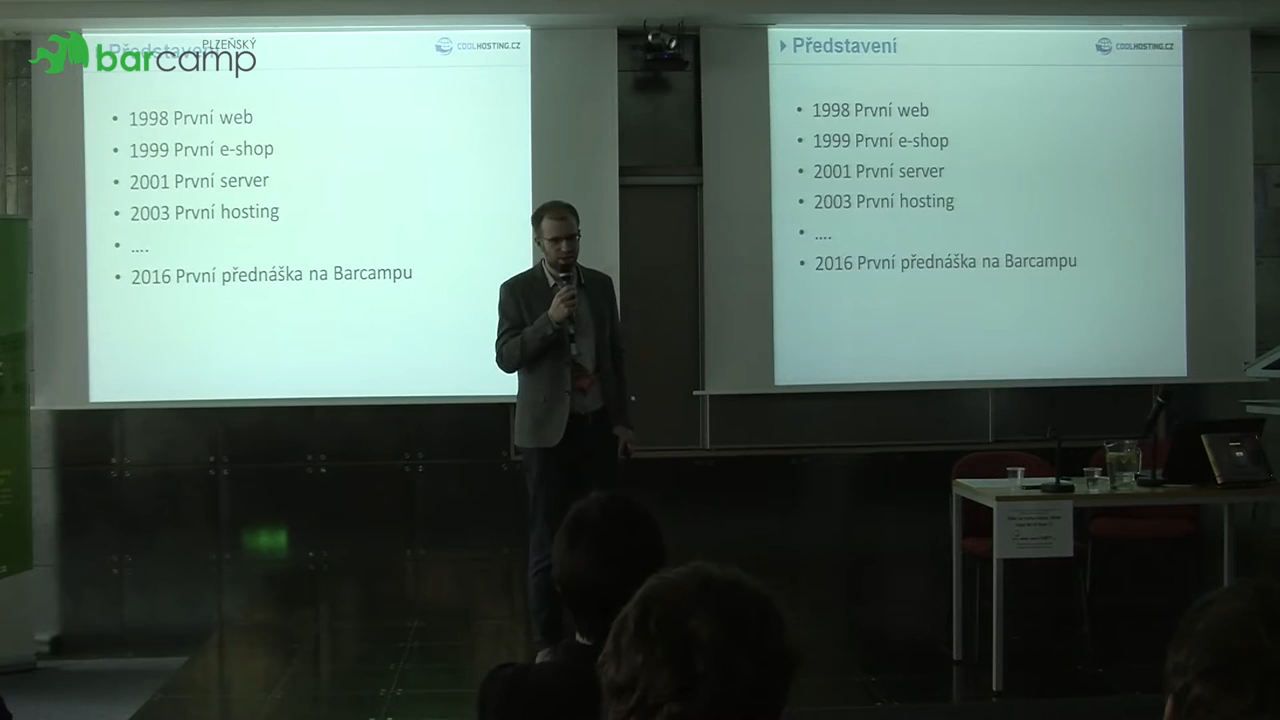 PLZEŇSKÝ
barcamp
Představení
COOLHOSTING.CZ
• 1998 První web
• 1999 První e-shop
• 2001 První server
• 2003 První hosting
• ....
• 2016 První přednáška na Barcampu
Představení
COOLHOSTING.CZ
• 1998 První web
• 1999 První e-shop
• 2001 První server
• 2003 První hosting
• ....
• 2016 První přednáška na Barcampu